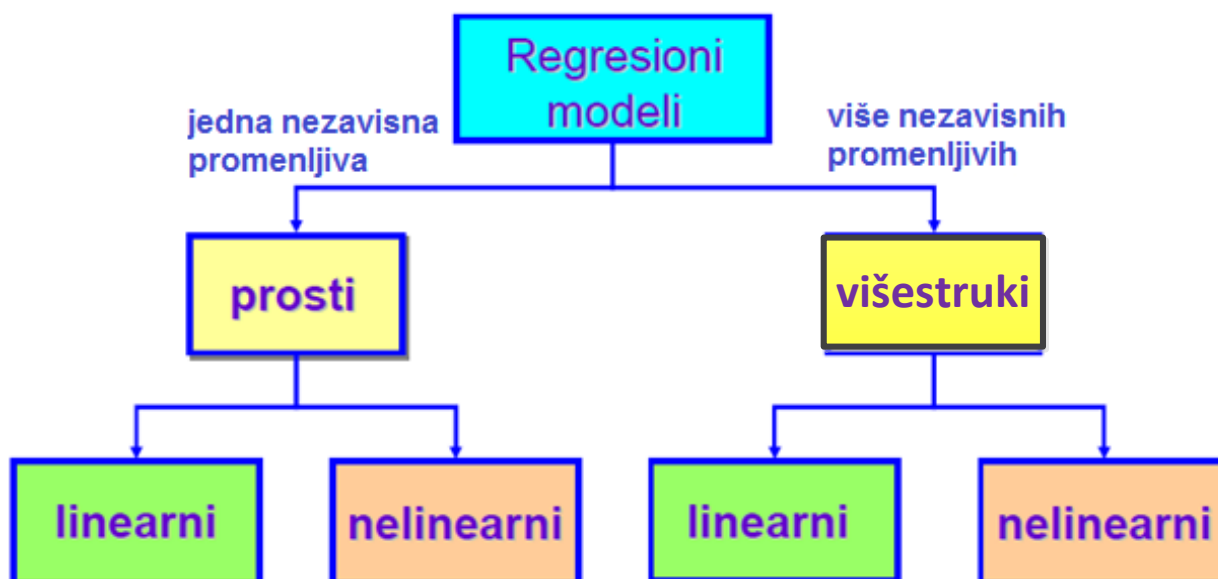 Regresioni
modeli
jedna nezavisna
promenljiva
više nezavisnih
promenljivih
prosti
višestruki
linearni
nelinearni
linearni
nelinearni